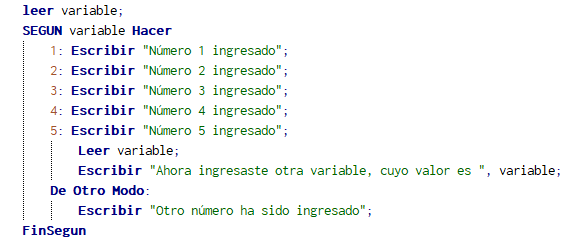 leer variable;
SEGUN variable Hacer
1: Escribir "Número 1 ingresado";
2: Escribir "Número 2 ingresado";
3: Escribir "Número 3 ingresado";
4: Escribir "Número 4 ingresado";
5: Escribir "Número 5 ingresado";
Leer variable;
Escribir "Ahora ingresaste otra variable, cuyo valor es ", variable;
De Otro Modo:
Escribir "Otro número ha sido ingresado";
FinSegun